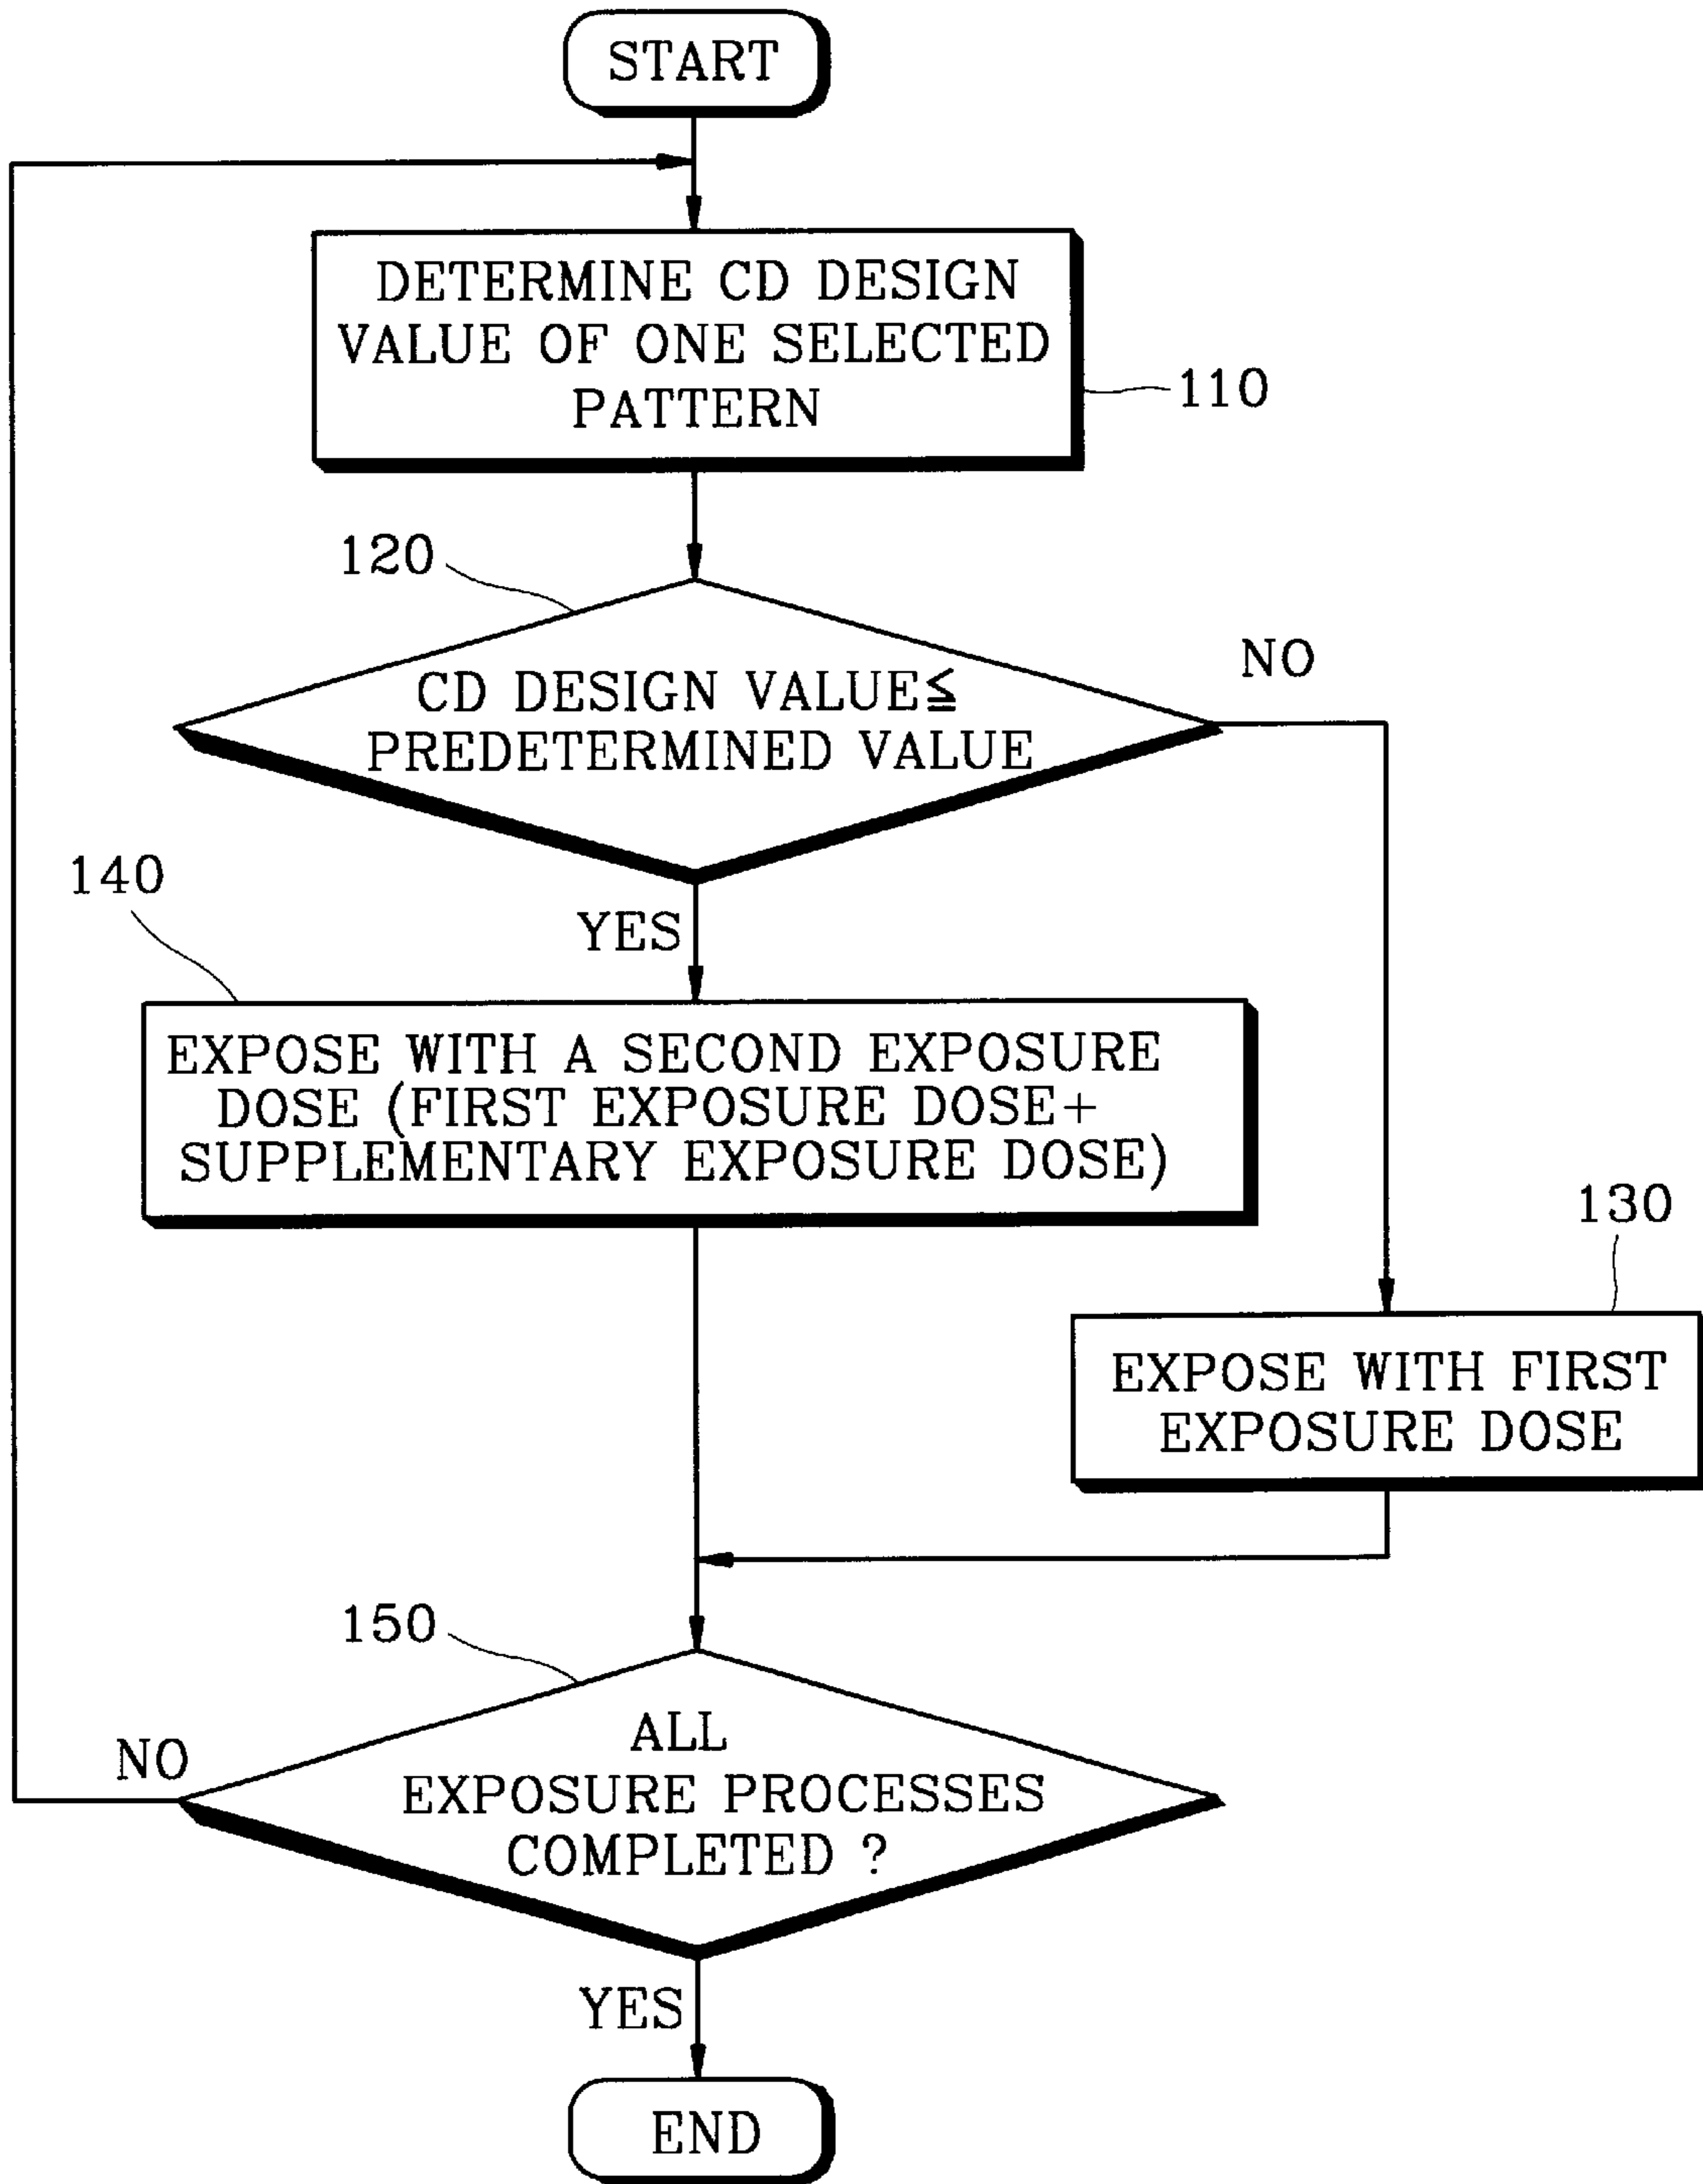 START
DETERMINE CD DESIGN
VALUE OF ONE SELECTED
PATTERN
110
120
CD DESIGN VALUE≦
PREDETERMINED VALUE
NO
140
YES
EXPOSE WITH A SECOND EXPOSURE
DOSE (FIRST EXPOSURE DOSE+
SUPPLEMENTARY EXPOSURE DOSE)
130
EXPOSE WITH FIRST
EXPOSURE DOSE
150
NO
ALL
EXPOSURE PROCESSES
COMPLETED ?
YES
END